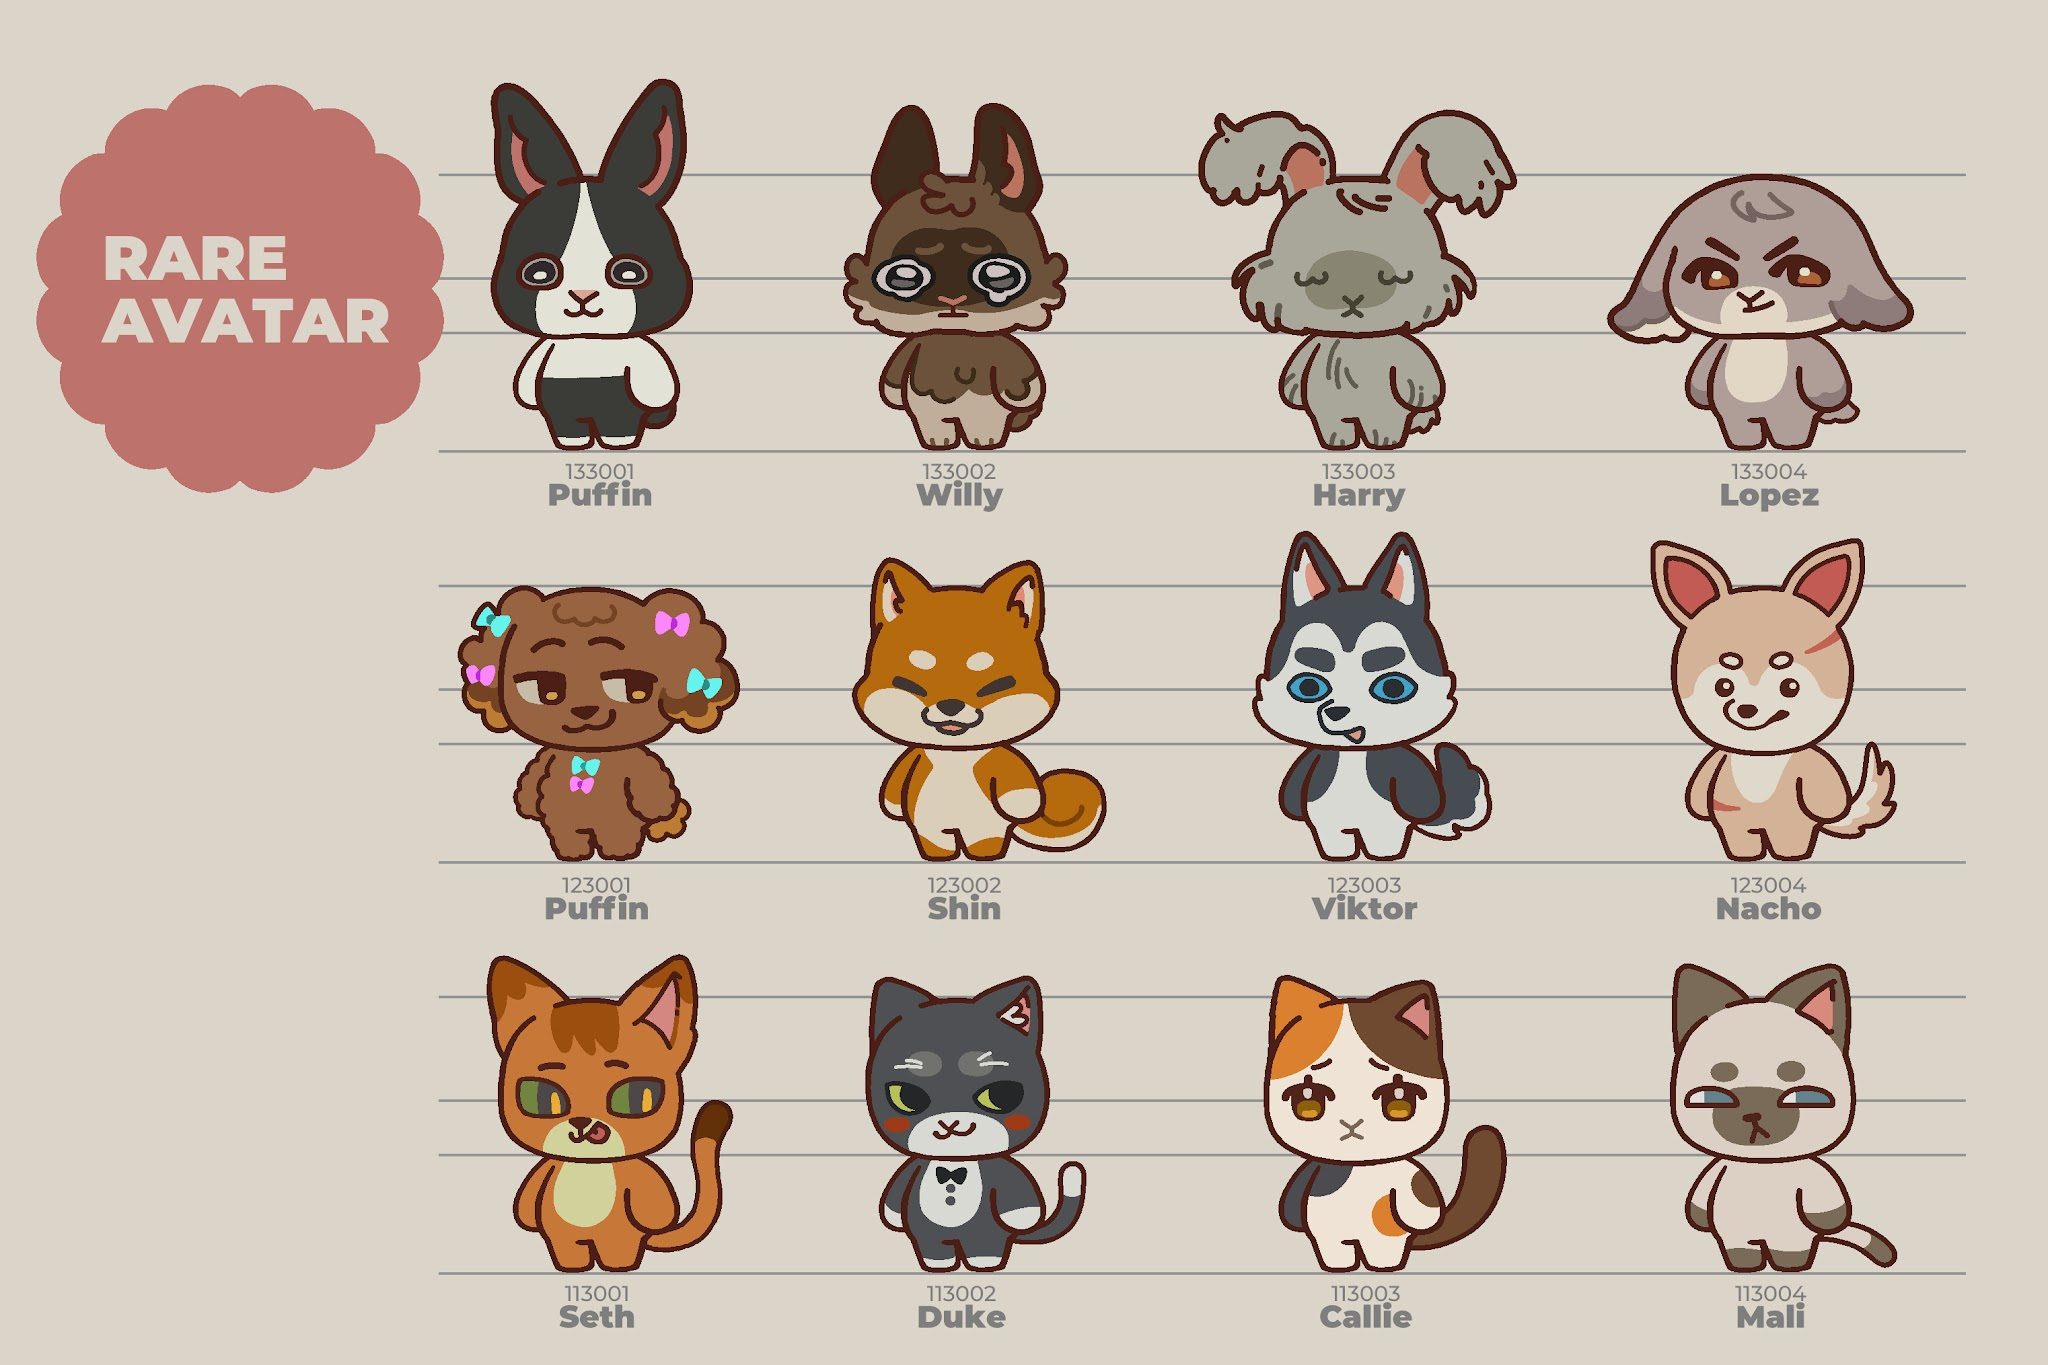 RARE
AVATAR
133001
Puffin
133002
Willy
133003
Harry
133004
Lopez
123001
Puffin
123002
Shin
123003
Viktor
123004
Nacho
113001
Seth
113002
Duke
113003
Callie
113004
Mali